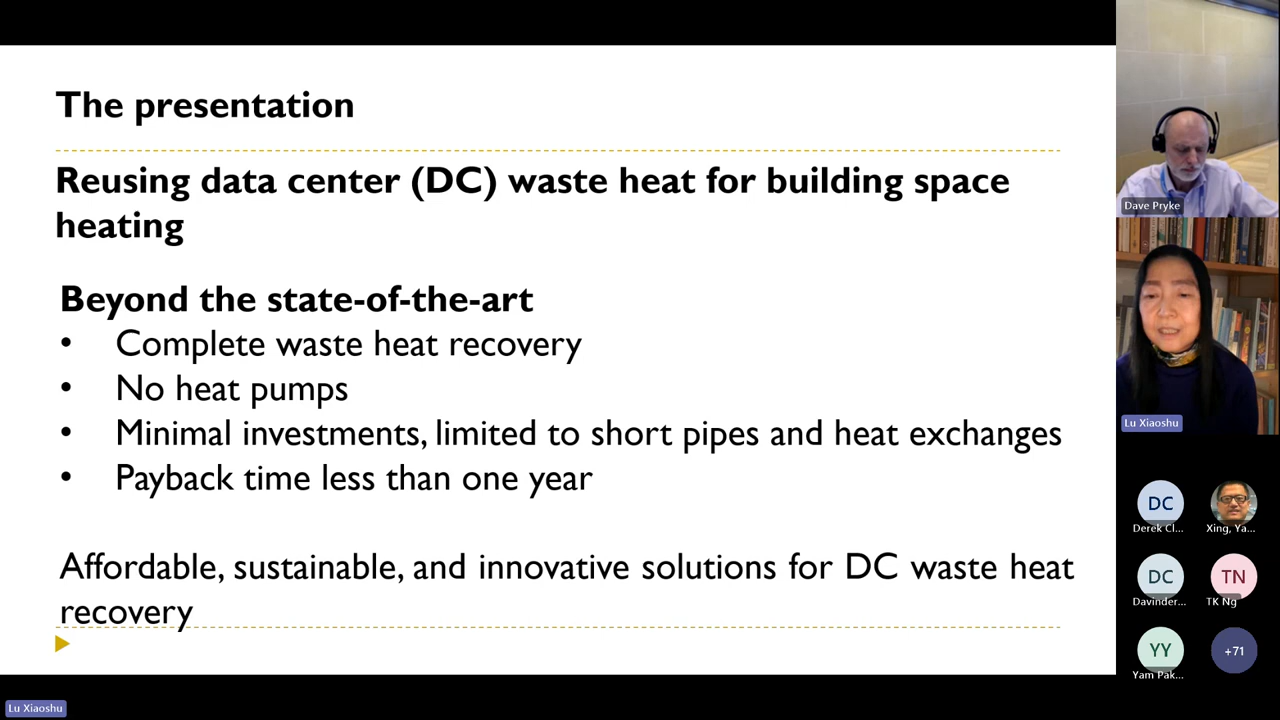 The presentation
Reusing data center (DC) waste heat for building space
heating
Beyond the state-of-the-art
• Complete waste heat recovery
• No heat pumps
• Minimal investments, limited to short pipes and heat exchanges
• Payback time less than one year
Affordable, sustainable, and innovative solutions for DC waste heat
recovery
Dave Pryke
Lu Xiaoshu
DC
Derek Cl...
Xing, Ya...
DC
Davinder...
TN
TK Ng
YY
Yam Pak...
+71
Lu Xiaoshu